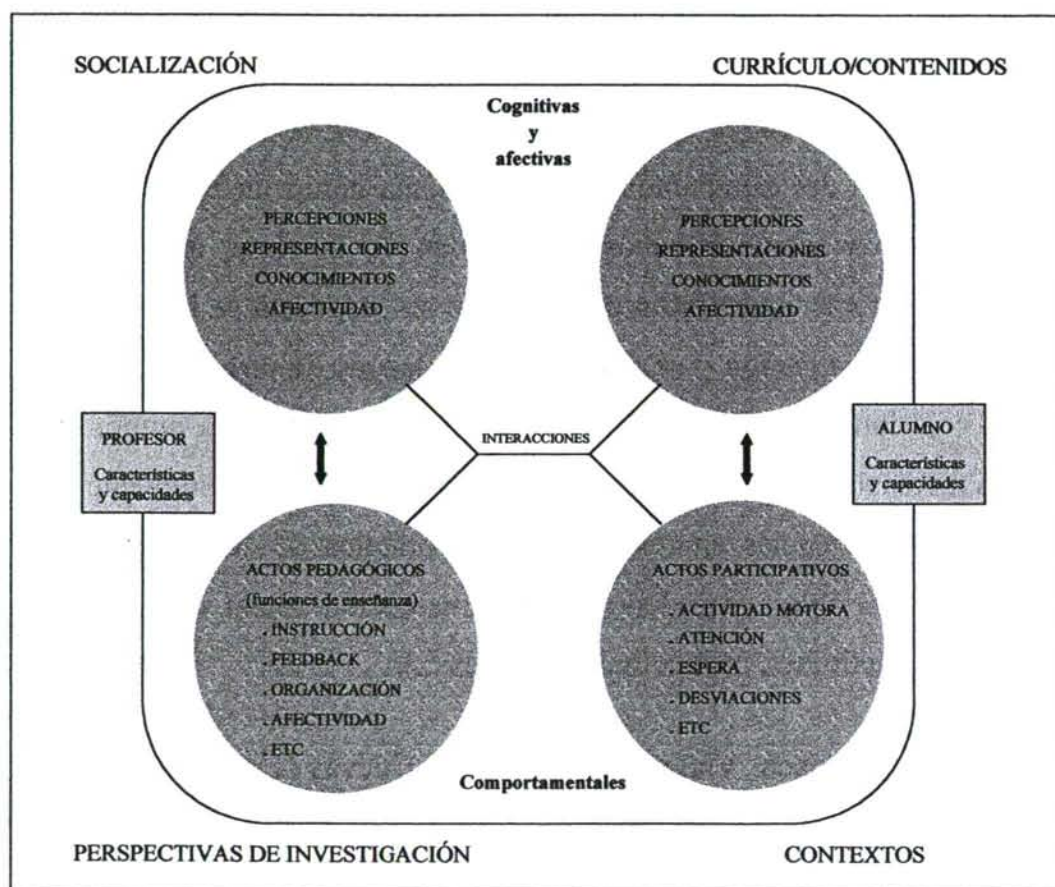 SOCIALIZACIÓN
CURRÍCULO/CONTENIDOS
Cognitivas
y
afectivas
PERCEPCIONES
REPRESENTACIONES
CONOCIMIENTOS
AFECTIVIDAD
PERCEPCIONES
REPRESENTACIONES
CONOCIMIENTOS
AFECTIVIDAD
PROFESOR
Características
y capacidades
INTERACCIONES
ALUMNO
Características
y capacidades
ACTOS PEDAGÓGICOS
(funciones de enseñanza)
. INSTRUCCIÓN
. FEEDBACK
. ORGANIZACIÓN
. AFECTIVIDAD
. ETC
ACTOS PARTICIPATIVOS
. ACTIVIDAD MOTORA
. ATENCIÓN
. ESPERA
. DESVIACIONES
. ETC
Comportamentales
PERSPECTIVAS DE INVESTIGACIÓN
CONTEXTOS